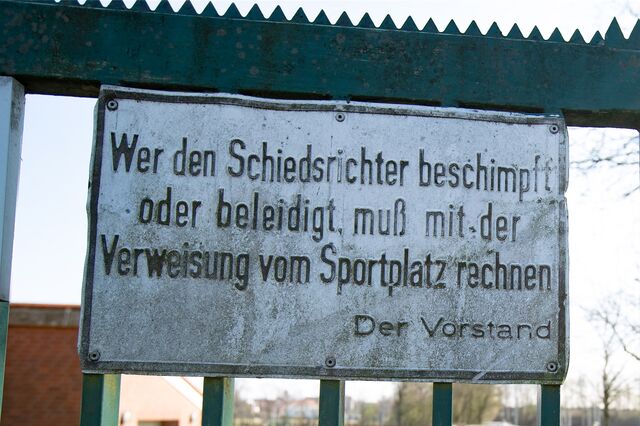 Wer den Schiedsrichter beschimpft
oder beleidigt, muß mit der
Verweisung vom Sportplatz rechnen
Der Vorstand